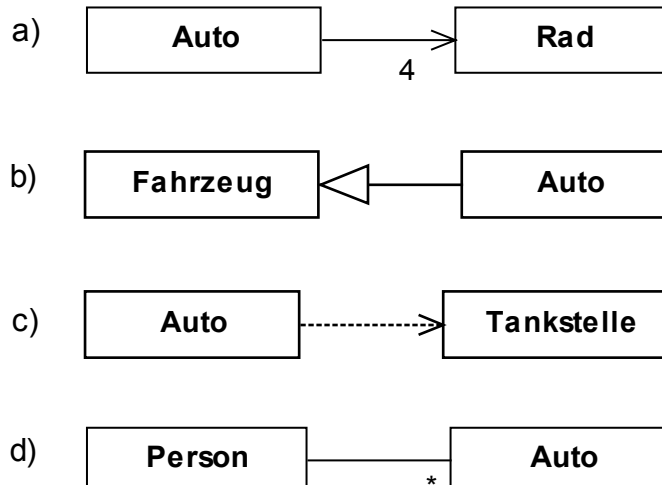 a) Auto 4 Rad
b) Fahrzeug Auto
c) Auto Tankstelle
d) Person * Auto